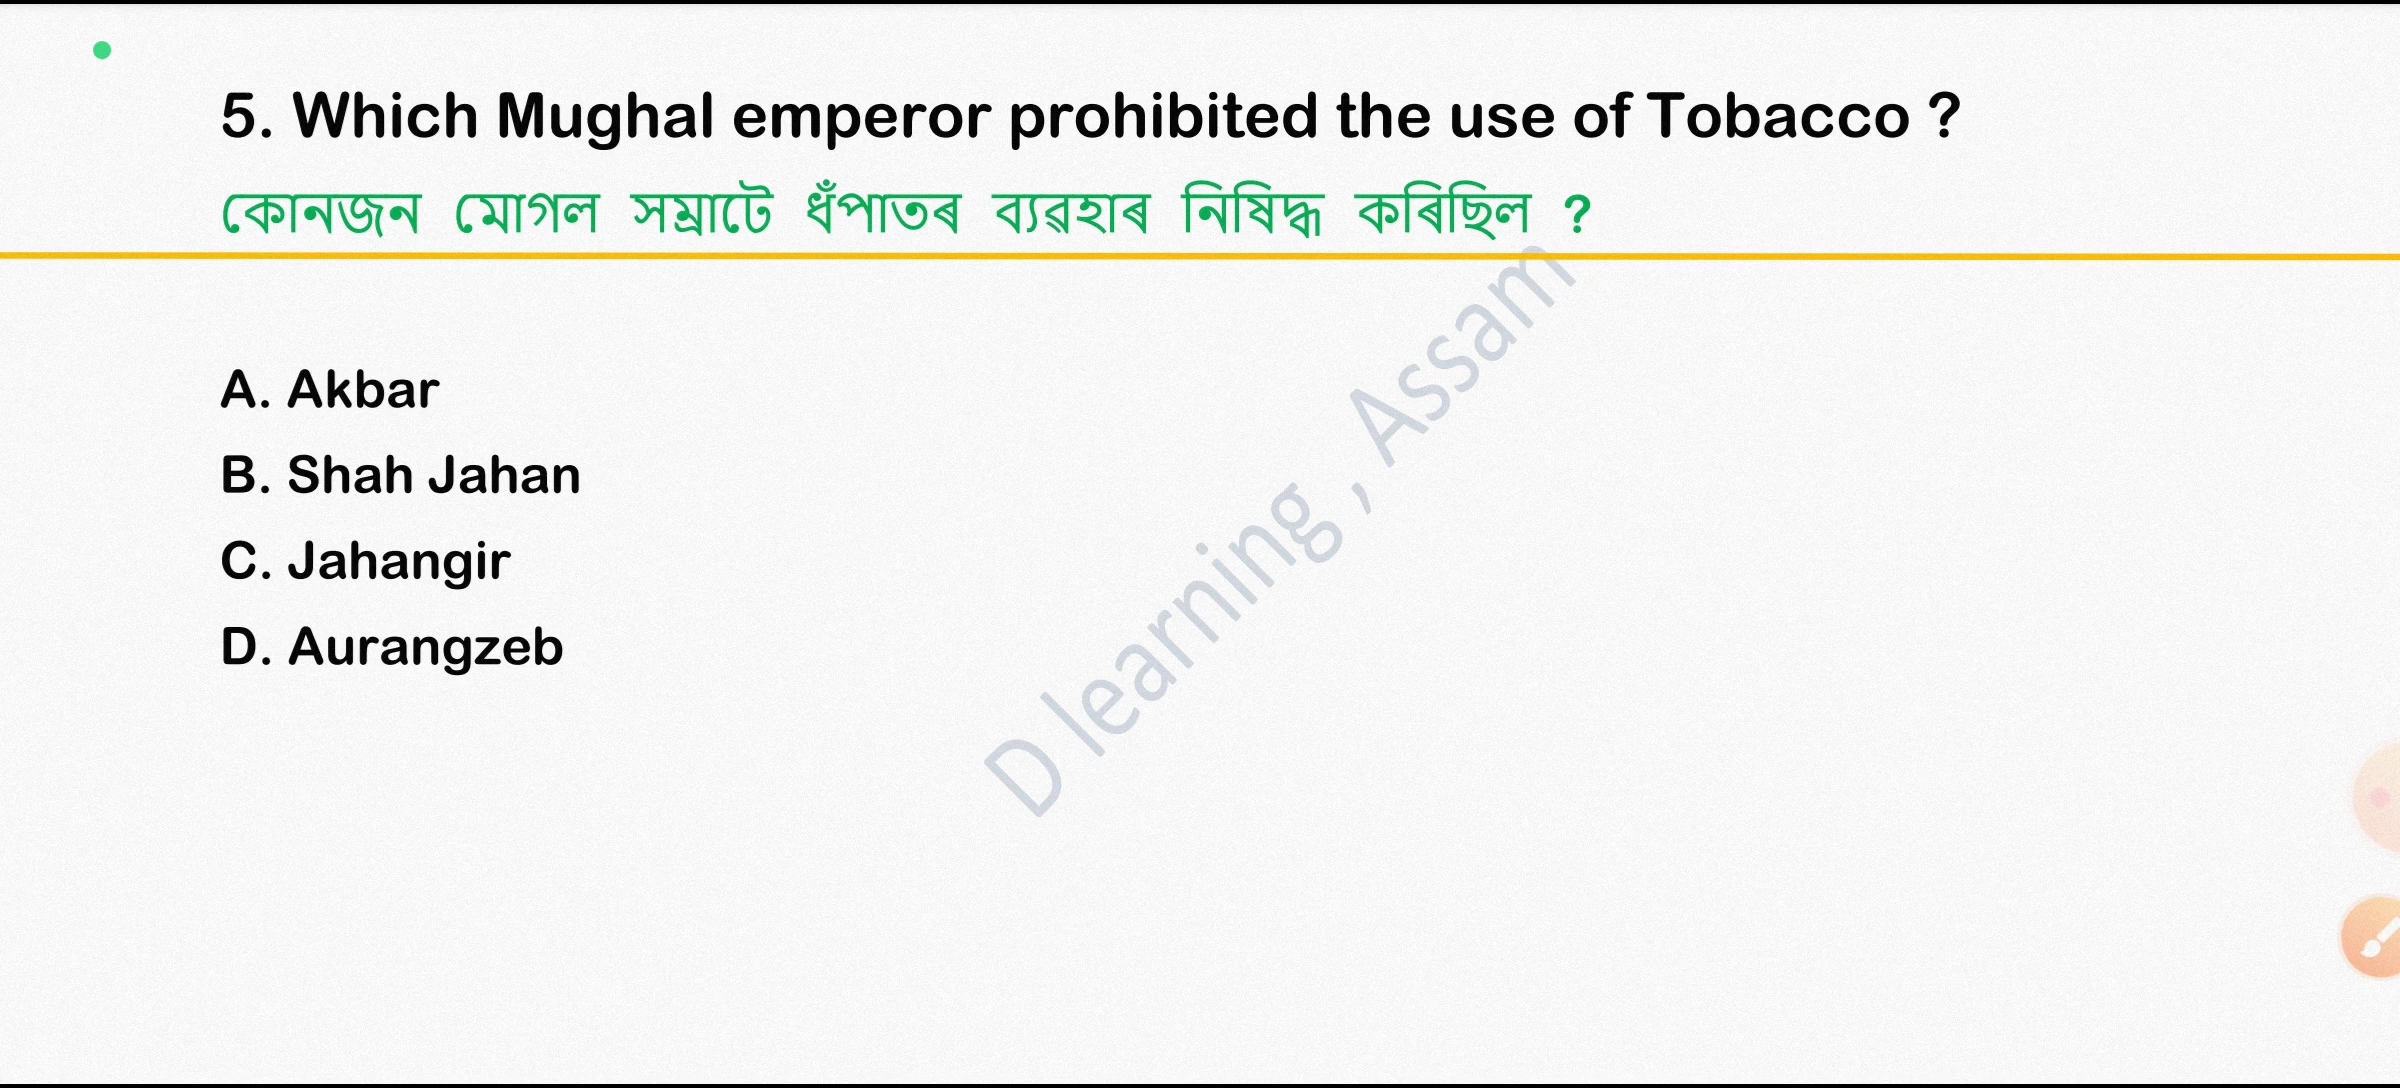 5. Which Mughal emperor prohibited the use of Tobacco ?
কোনজন মোগল সম্ৰাটে ধঁপাতৰ ব্যৱহাৰ নিষিদ্ধ কৰিছিল ?
A. Akbar
B. Shah Jahan
C. Jahangir
D. Aurangzeb
D learning , Assam